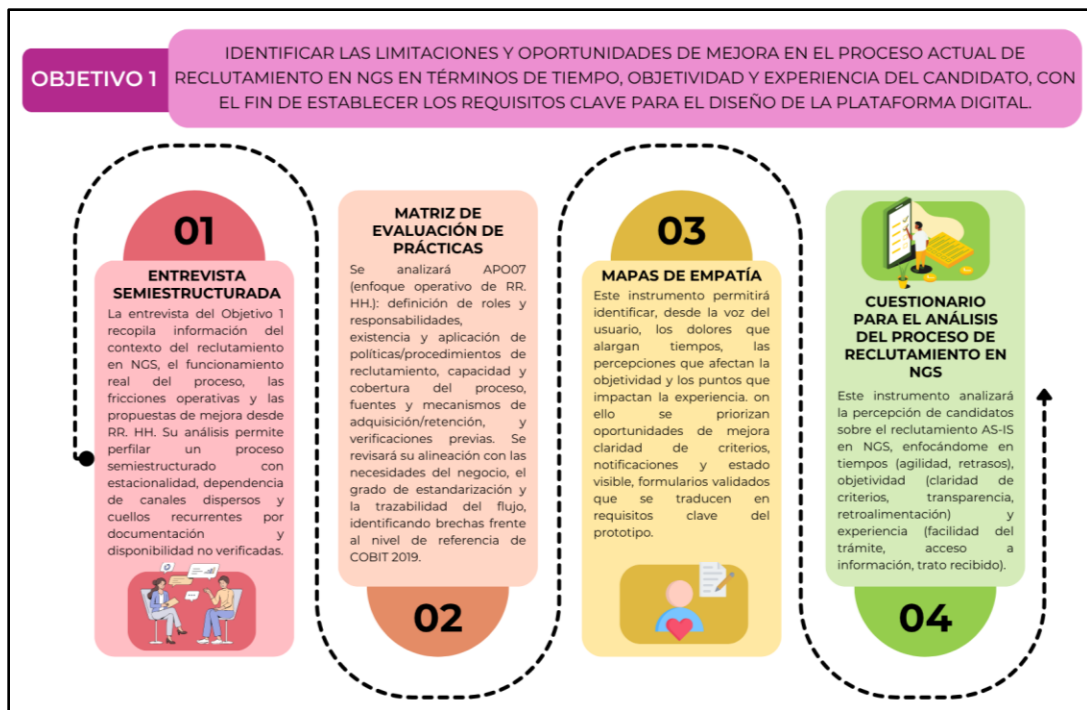 OBJETIVO 1
IDENTIFICAR LAS LIMITACIONES Y OPORTUNIDADES DE MEJORA EN EL PROCESO ACTUAL DE
RECLUTAMIENTO EN NGS EN TÉRMINOS DE TIEMPO, OBJETIVIDAD Y EXPERIENCIA DEL CANDIDATO, CON
EL FIN DE ESTABLECER LOS REQUISITOS CLAVE PARA EL DISEÑO DE LA PLATAFORMA DIGITAL.
01
ENTREVISTA
SEMIESTRUCTURADA
La entrevista del Objetivo 1
recopila información del
contexto del reclutamiento
en NGS, el funcionamiento
real del proceso, las
fricciones operativas y las
propuestas de mejora desde
RR. HH. Su análisis permite
perfilar un proceso
semiestructurado con
estacionalidad, dependencia
de canales dispersos y
cuellos recurrentes por
documentación y
disponibilidad no verificadas.
MATRIZ DE
EVALUACIÓN DE
PRÁCTICAS
Se analizará APO07
(enfoque operativo de RR.
HH.): definición de roles y
responsabilidades,
existencia y aplicación de
políticas/procedimientos de
reclutamiento, capacidad y
cobertura del proceso,
fuentes y mecanismos de
adquisición/retención, y
verificaciones previas. Se
revisará su alineación con las
necesidades del negocio, el
grado de estandarización y
la trazabilidad del flujo,
identificando brechas frente
al nivel de referencia de
COBIT 2019.
02
03
MAPAS DE EMPATÍA
Este instrumento permitirá
identificar, desde la voz del
usuario, los dolores que
alargan tiempos, las
percepciones que afectan la
objetividad y los puntos que
impactan la experiencia. on
ello se priorizan
oportunidades de mejora
claridad de criterios,
notificaciones y estado
visible, formularios validados
que se traducen en
requisitos clave del
prototipo.
CUESTIONARIO
PARA EL ANÁLISIS
DEL PROCESO DE
RECLUTAMIENTO EN
NGS
Este instrumento analizará
la percepción de candidatos
sobre el reclutamiento AS-IS
en NGS, enfocándome en
tiempos (agilidad, retrasos),
objetividad (claridad de
criterios, transparencia,
retroalimentación) y
experiencia (facilidad del
trámite, acceso a
información, trato recibido).
04